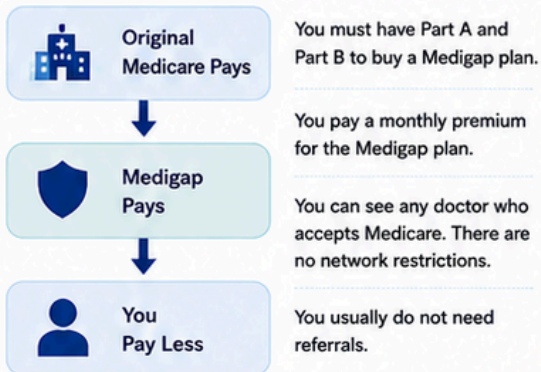 Original
Medicare Pays
Medigap
Pays
You
Pay Less
You must have Part A and
Part B to buy a Medigap plan.
You pay a monthly premium
for the Medigap plan.
You can see any doctor who
accepts Medicare. There are
no network restrictions.
You usually do not need
referrals.